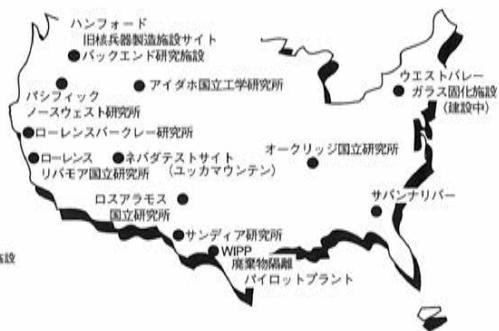 ハンフォード
旧核兵器製造施設サイト
バックエンド研究施設
アイダホ国立工学研究所
パシフィック
ノースウェスト研究所
ローレンスバークレー研究所
ローレンス
リバモア国立研究所
ネバダテストサイト
(ユッカマウンテン)
ウエストバレー
ガラス固化施設
(建設中)
オークリッジ国立研究所
サバンナリバー
ロスアラモス
国立研究所
サンディア研究所
WIPP
廃棄物隔離
パイロットプラント
施設